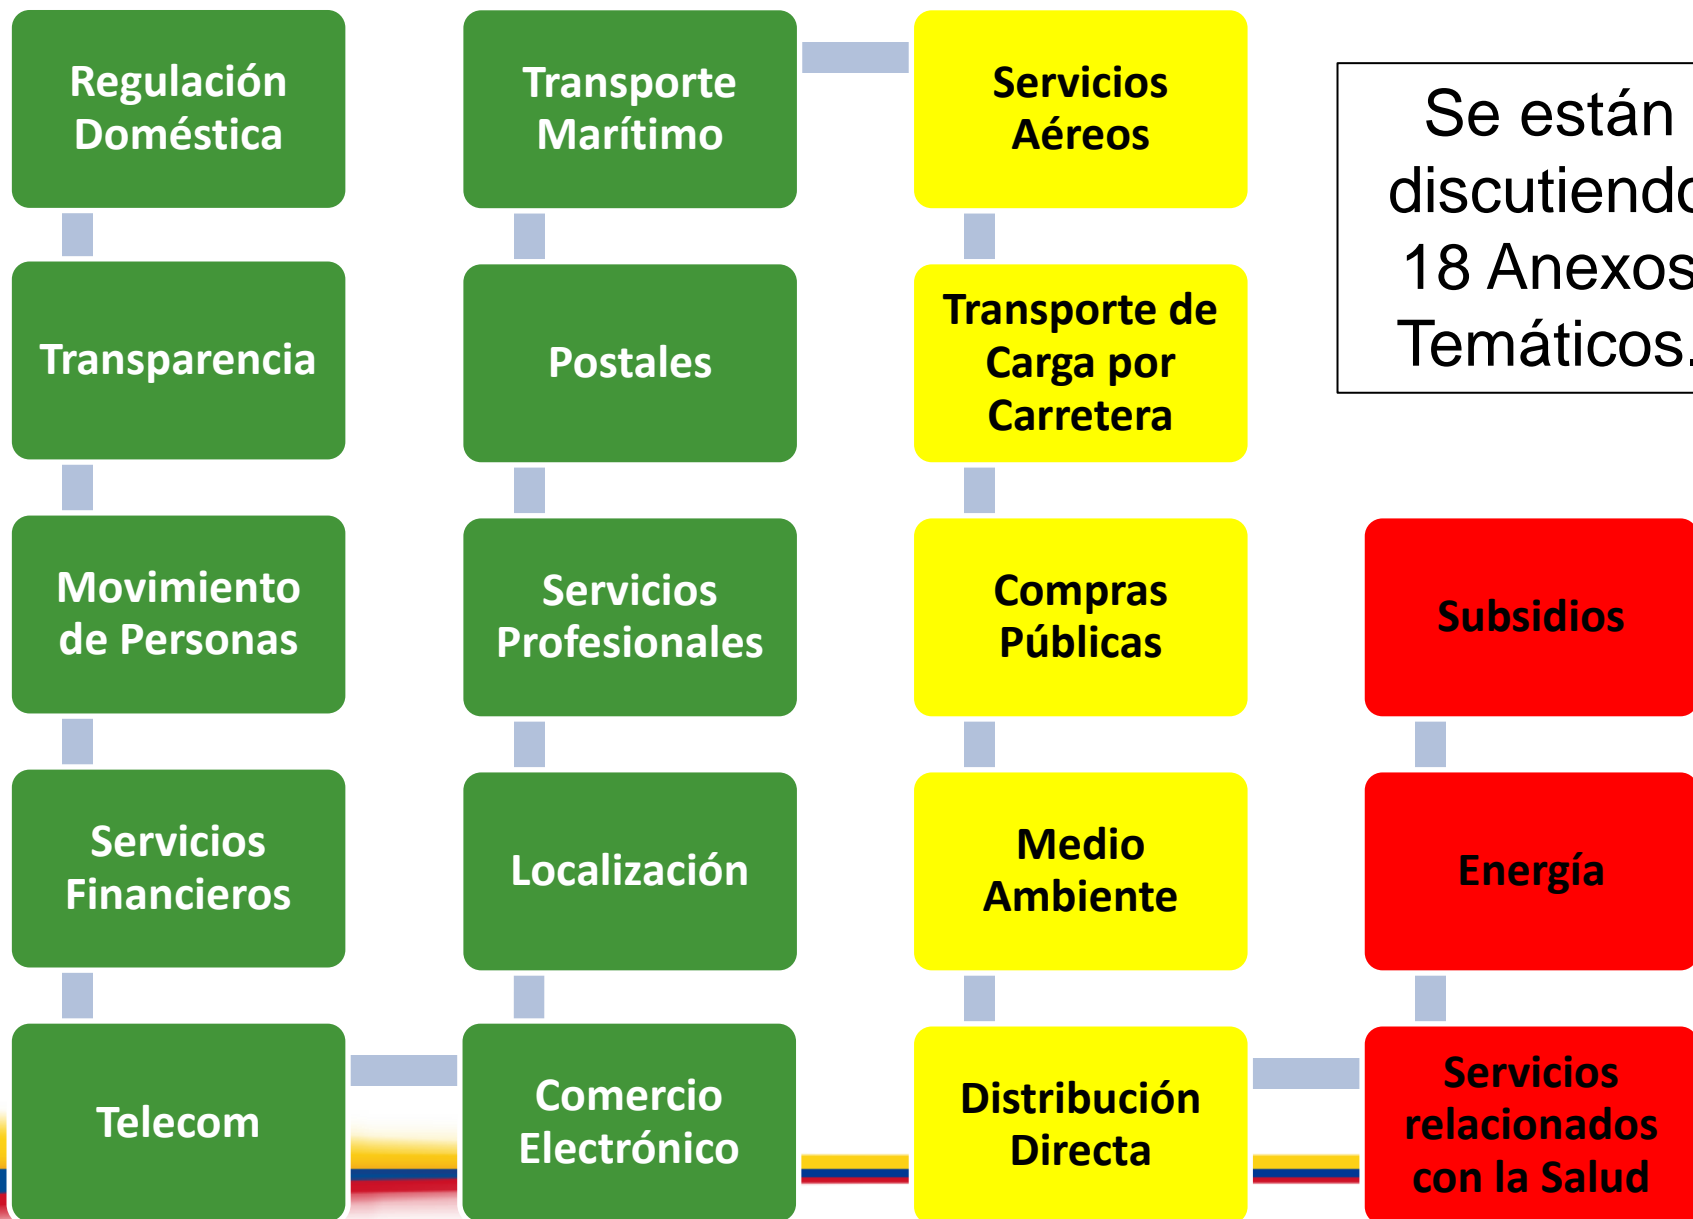 Regulación
Doméstica
Transparencia
Movimiento
de Personas
Servicios
Financieros
Telecom
Transporte
Marítimo
Postales
Servicios
Profesionales
Localización
Comercio
Electrónico
Servicios
Aéreos
Transporte de
Carga por
Carretera
Compras
Públicas
Medio
Ambiente
Distribución
Directa
Se están
discutiendo
18 Anexos
Temáticos.
Subsidios
Energía
Servicios
relacionados
con la Salud